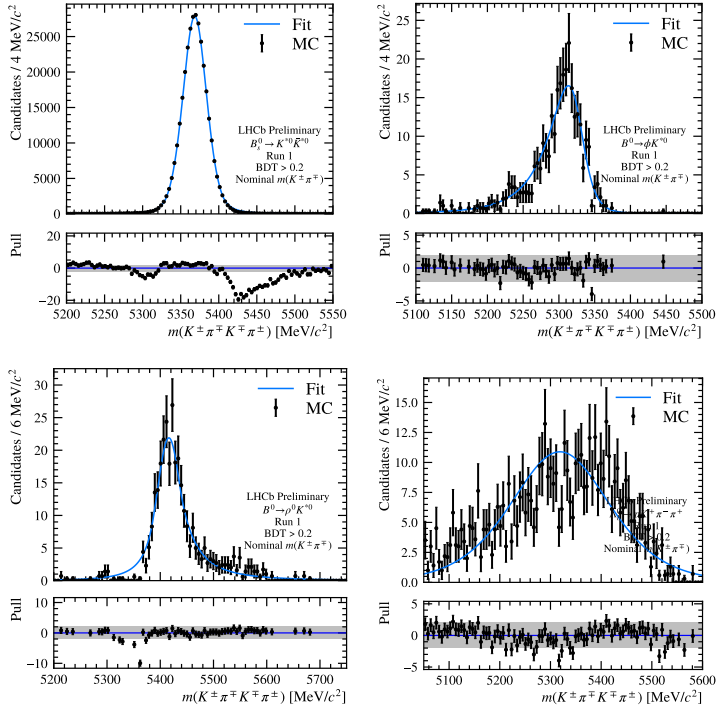 Candidates / 4 MeV/c²
25000
20000
15000
10000
5000
0
Fit
MC
LHCb Preliminary
B⁰ₛ → K*⁰K̄*⁰
Run 1
BDT > 0.2
Nominal m(K±π∓)
Pull
20
0
−20
5200 5250 5300 5350 5400 5450 5500 5550
m(K±π∓K∓π±) [MeV/c²]
Candidates / 4 MeV/c²
25
20
15
10
5
0
Fit
MC
LHCb Preliminary
B⁰→ϕK*⁰
Run 1
BDT > 0.2
Nominal m(K±π∓)
Pull
5
0
−5
5100 5150 5200 5250 5300 5350 5400 5450 5500
m(K±π∓K∓π±) [MeV/c²]
Candidates / 6 MeV/c²
30
25
20
15
10
5
0
Fit
MC
LHCb Preliminary
B⁰→ρ⁰K*⁰
Run 1
BDT > 0.2
Nominal m(K±π∓)
Pull
10
0
−10
5200 5300 5400 5500 5600 5700
m(K±π∓K∓π±) [MeV/c²]
Candidates / 6 MeV/c²
15.0
12.5
10.0
7.5
5.0
2.5
0.0
Fit
MC
Preliminary
⁺π⁻π⁺
1
0.2
Nominal m(K±π∓)
Pull
5
0
−5
5100 5200 5300 5400 5500 5600
m(K±π∓K∓π±) [MeV/c²]